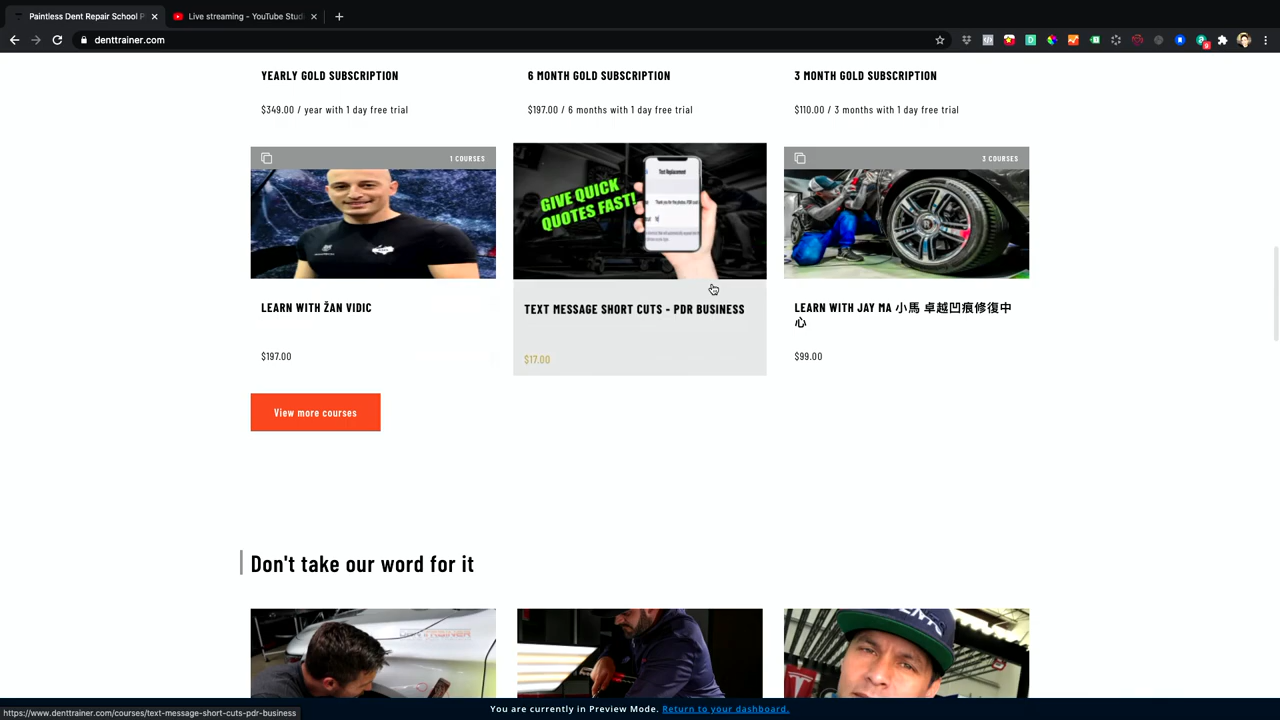 Paintless Dent Repair School P
Live streaming - YouTube Studi
denttrainer.com
YEARLY GOLD SUBSCRIPTION
$349.00 / year with 1 day free trial
6 MONTH GOLD SUBSCRIPTION
$197.00 / 6 months with 1 day free trial
3 MONTH GOLD SUBSCRIPTION
$110.00 / 3 months with 1 day free trial
1 COURSES
LEARN WITH ŽAN VIDIC
$197.00
GIVE QUICK
QUOTES FAST!
Text Replacement
TEXT MESSAGE SHORT CUTS - PDR BUSINESS
$17.00
3 COURSES
LEARN WITH JAY MA 小馬 卓越凹痕修復中
心
$99.00
View more courses
Don't take our word for it
You are currently in Preview Mode. Return to your dashboard.
https://www.denttrainer.com/courses/text-message-short-cuts-pdr-business